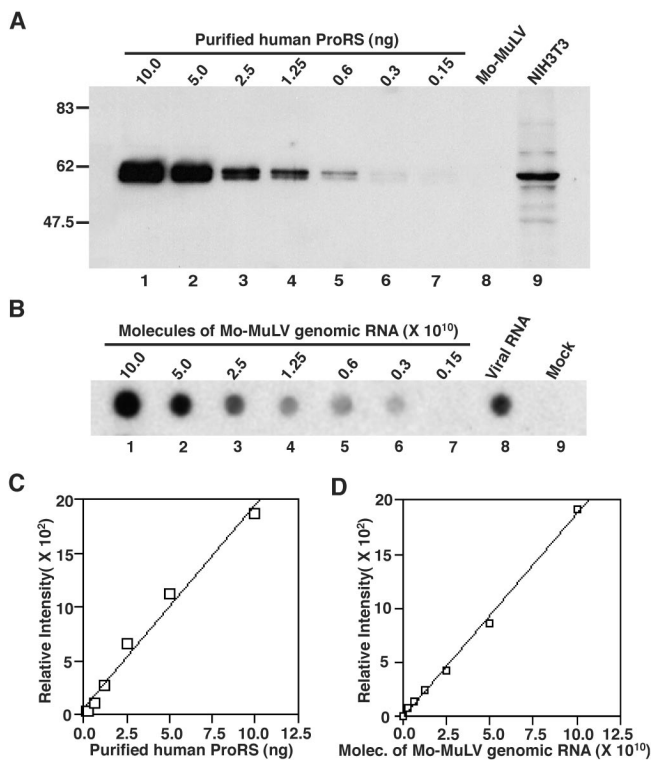 A
Purified human ProRS (ng)
10.0 5.0 2.5 1.25 0.6 0.3 0.15 Mo-MuLV NIH3T3
83
62
47.5
1 2 3 4 5 6 7 8 9
B
Molecules of Mo-MuLV genomic RNA (X 10¹⁰)
10.0 5.0 2.5 1.25 0.6 0.3 0.15 Viral RNA Mock
1 2 3 4 5 6 7 8 9
C
Relative Intensity( X 10²)
20
15
10
5
0
0.0 2.5 5.0 7.5 10.0 12.5
Purified human ProRS (ng)
D
Relative Intensity( X 10²)
20
15
10
5
0
0.0 2.5 5.0 7.5 10.0 12.5
Molec. of Mo-MuLV genomic RNA (X 10¹⁰)